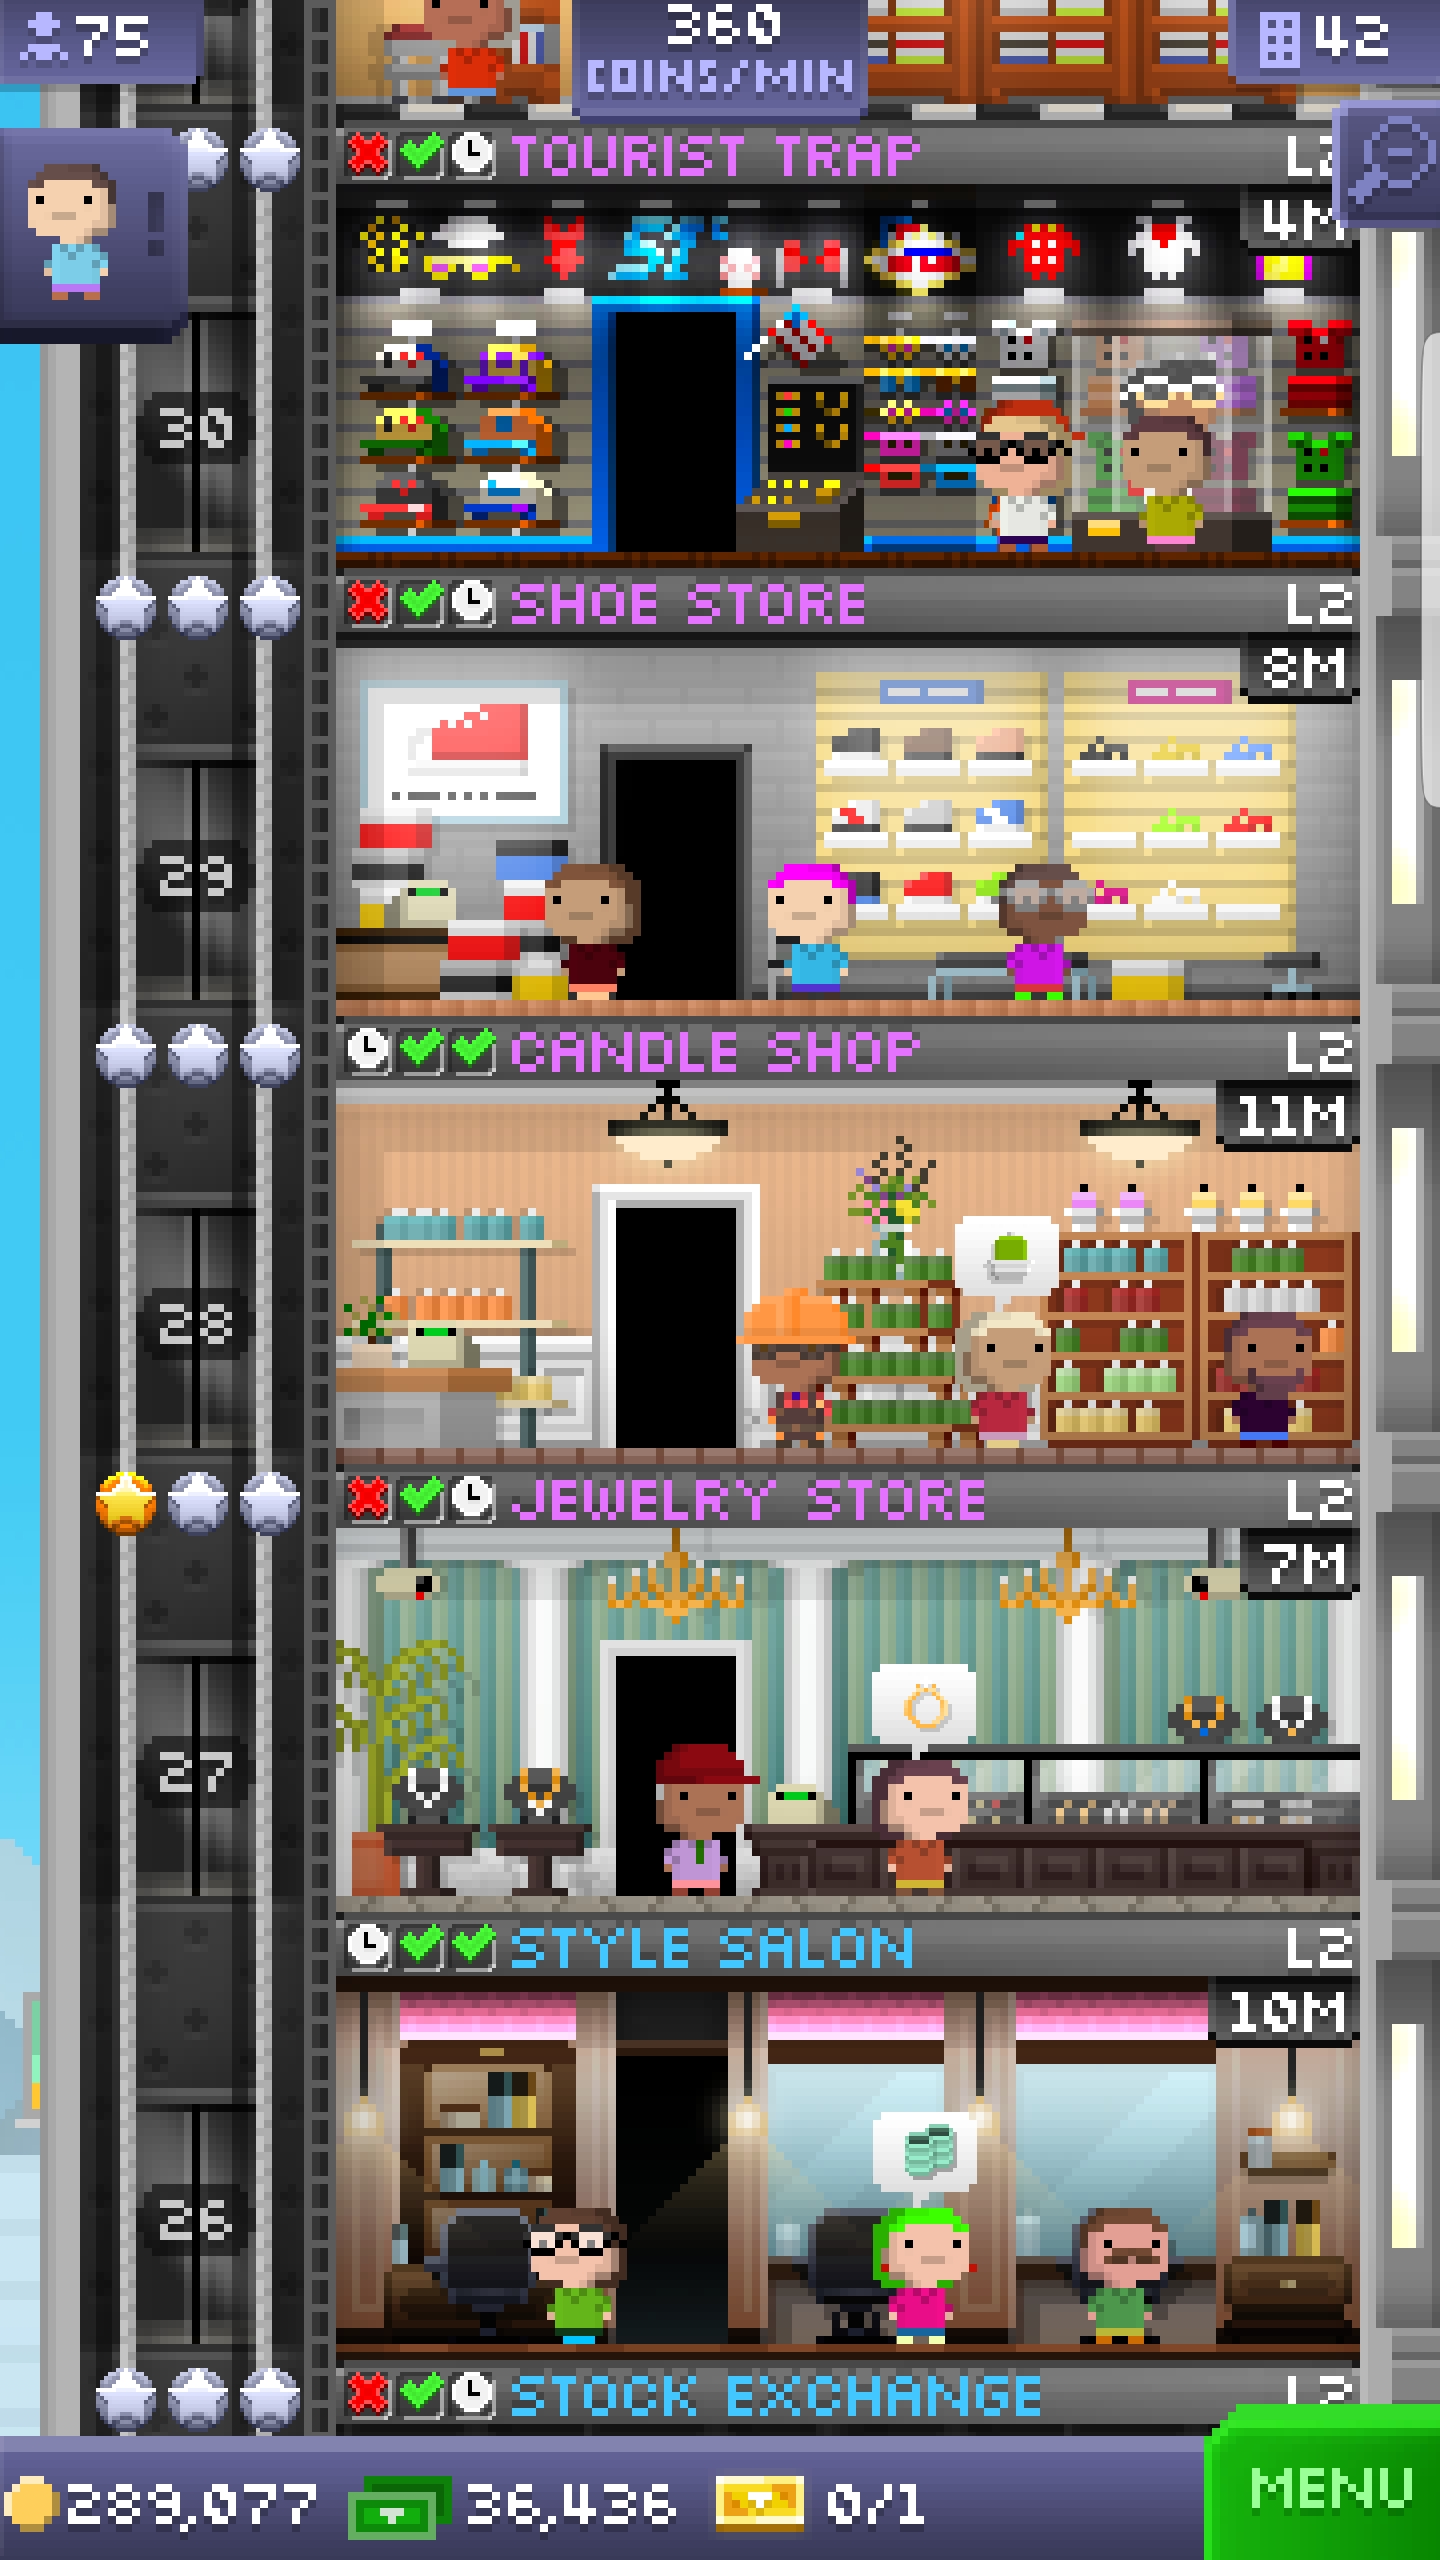 75
360
COINS/MIN
42
TOURIST TRAP
4M
30
SHOE STORE L2
8M
29
CANDLE SHOP L2
11M
28
JEWELRY STORE L2
7M
27
STYLE SALON L2
10M
26
STOCK EXCHANGE L2
289,077 36,436 0/1
MENU